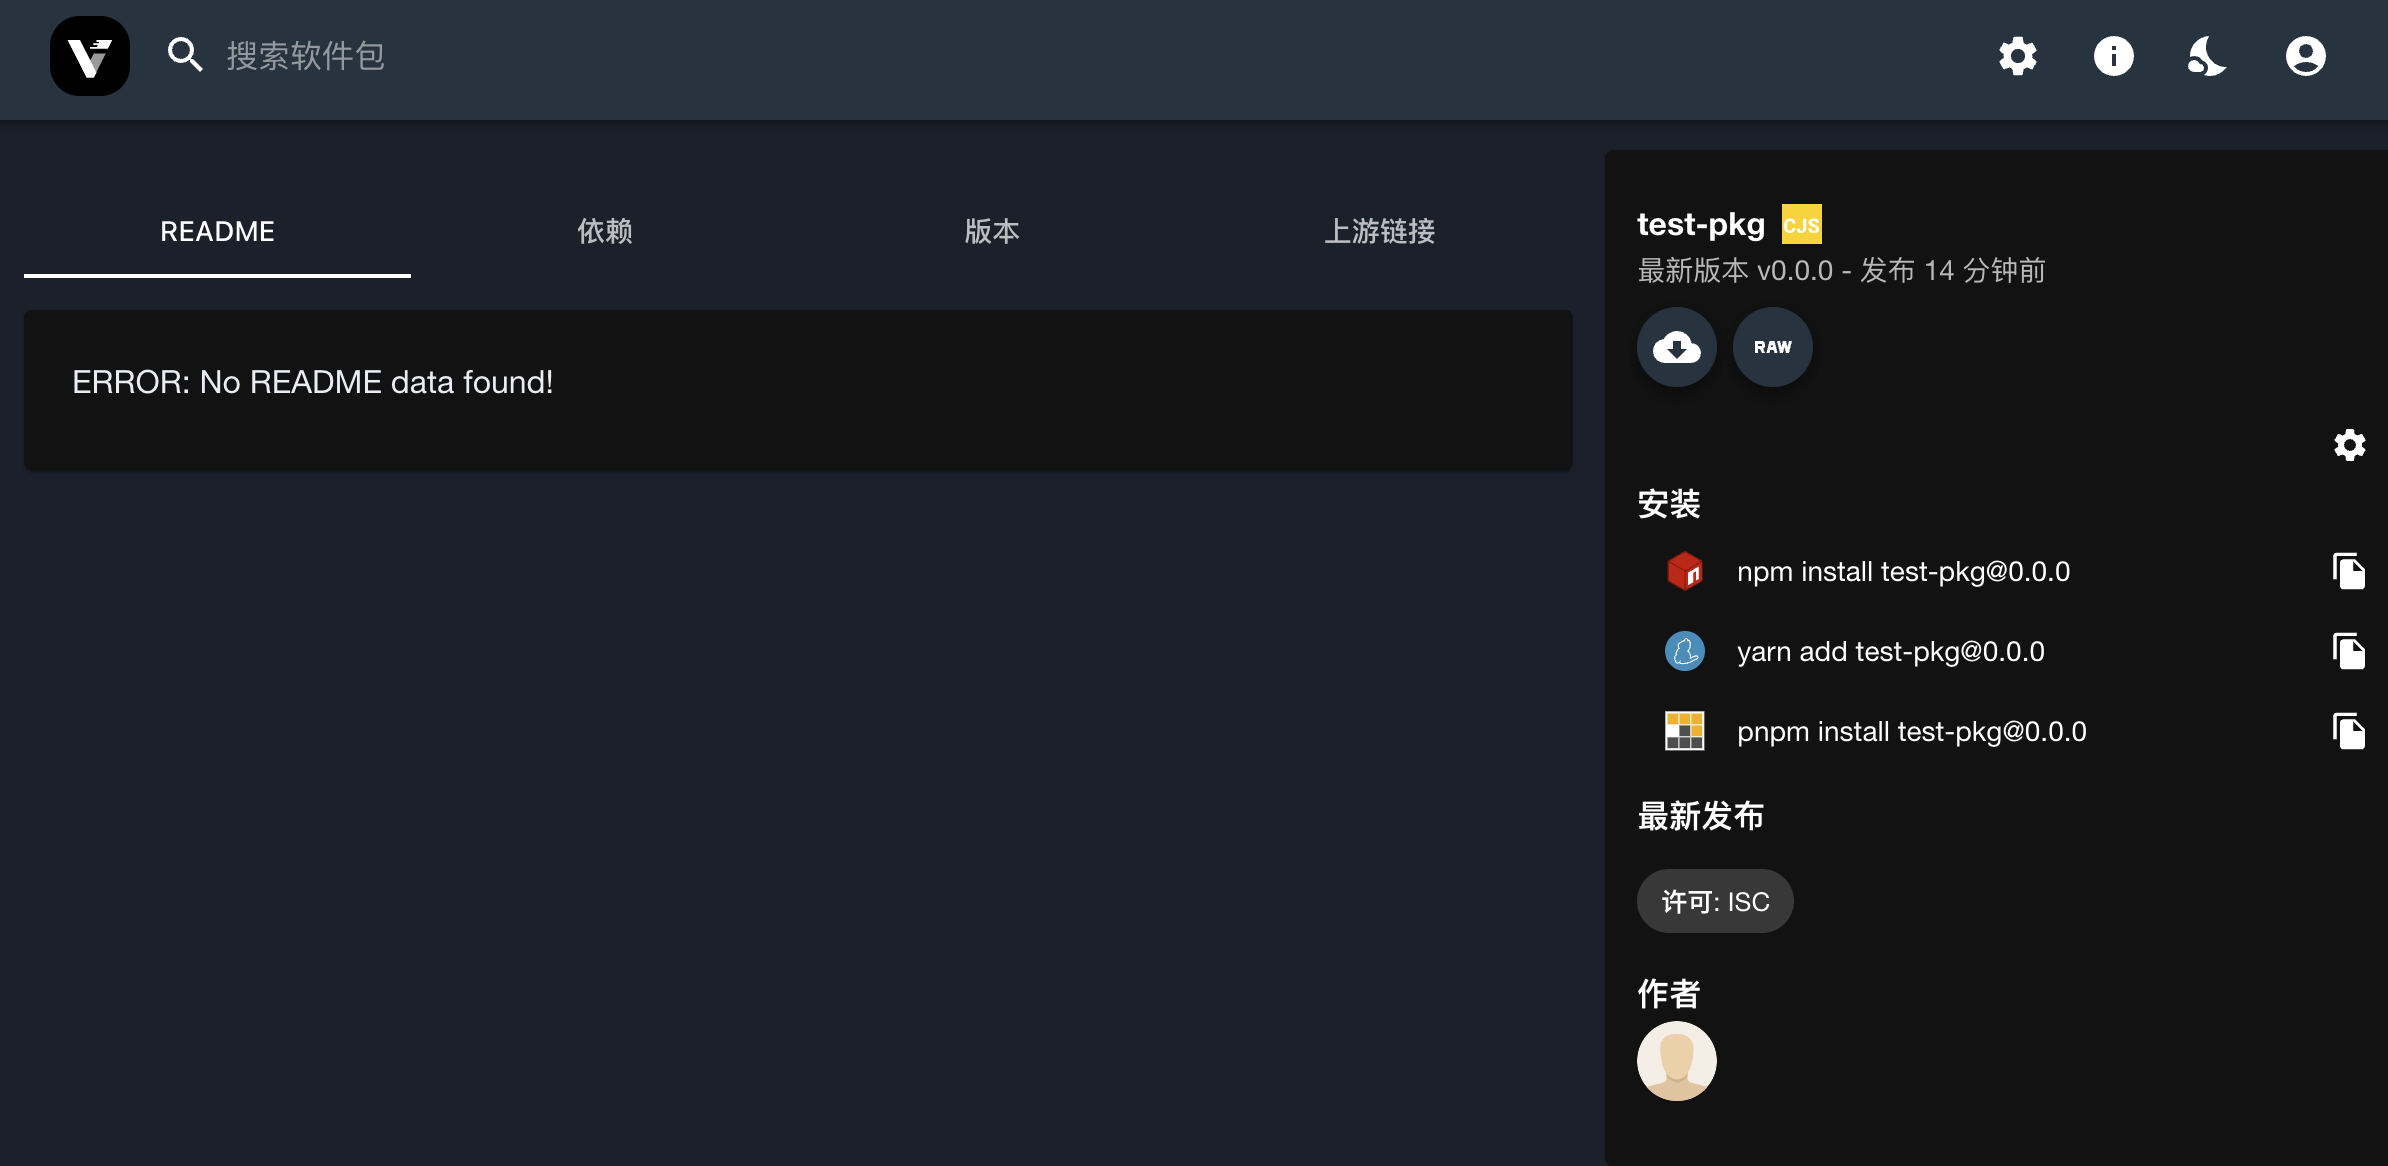 搜索软件包
README
依赖
版本
上游链接
ERROR: No README data found!
test-pkg CJS
最新版本 v0.0.0 - 发布 14 分钟前
RAW
安装
npm install test-pkg@0.0.0
yarn add test-pkg@0.0.0
pnpm install test-pkg@0.0.0
最新发布
许可: ISC
作者